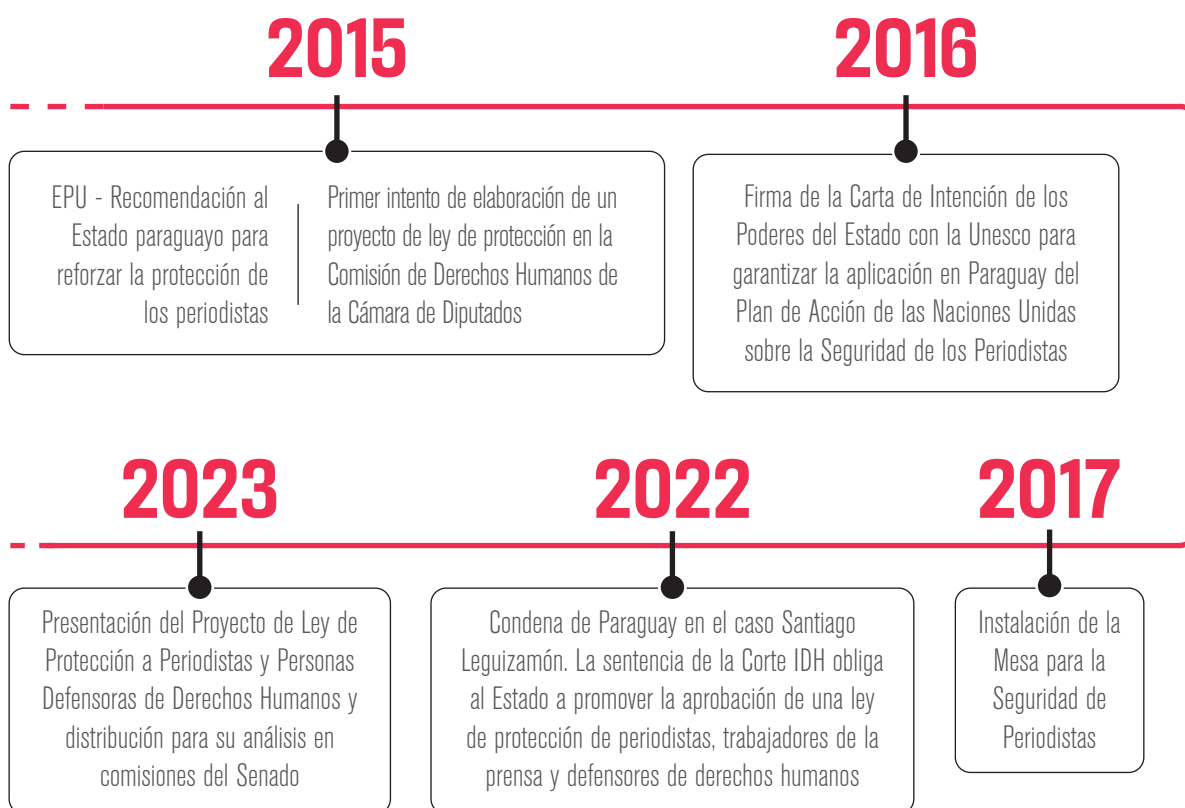 2015
EPU - Recomendación al
Estado paraguayo para
reforzar la protección de
los periodistas
Primer intento de elaboración de un
proyecto de ley de protección en la
Comisión de Derechos Humanos de
la Cámara de Diputados
2016
Firma de la Carta de Intención de los
Poderes del Estado con la Unesco para
garantizar la aplicación en Paraguay del
Plan de Acción de las Naciones Unidas
sobre la Seguridad de los Periodistas
2023
Presentación del Proyecto de Ley de
Protección a Periodistas y Personas
Defensoras de Derechos Humanos y
distribución para su análisis en
comisiones del Senado
2022
Condena de Paraguay en el caso Santiago
Leguizamón. La sentencia de la Corte IDH obliga
al Estado a promover la aprobación de una ley
de protección de periodistas, trabajadores de la
prensa y defensores de derechos humanos
2017
Instalación de la
Mesa para la
Seguridad de
Periodistas